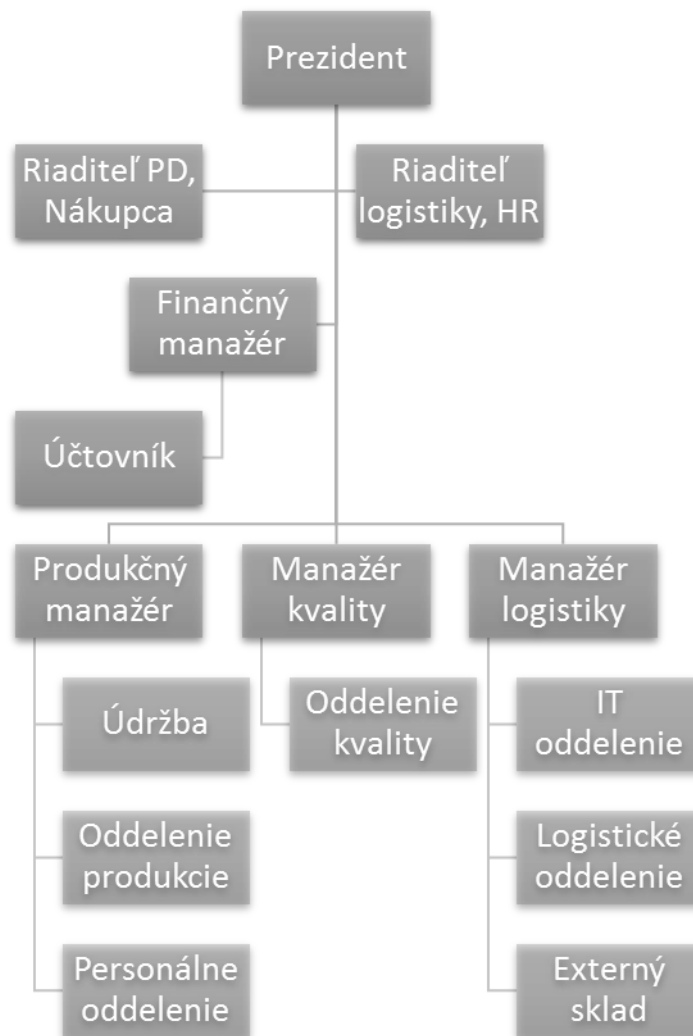 Prezident
Riaditeľ PD,
Nákupca
Riaditeľ
logistiky, HR
Finančný
manažér
Účtovník
Produkčný
manažér
Manažér
kvality
Manažér
logistiky
Údržba
Oddelenie
kvality
IT
oddelenie
Oddelenie
produkcie
Logistické
oddelenie
Personálne
oddelenie
Externý
sklad